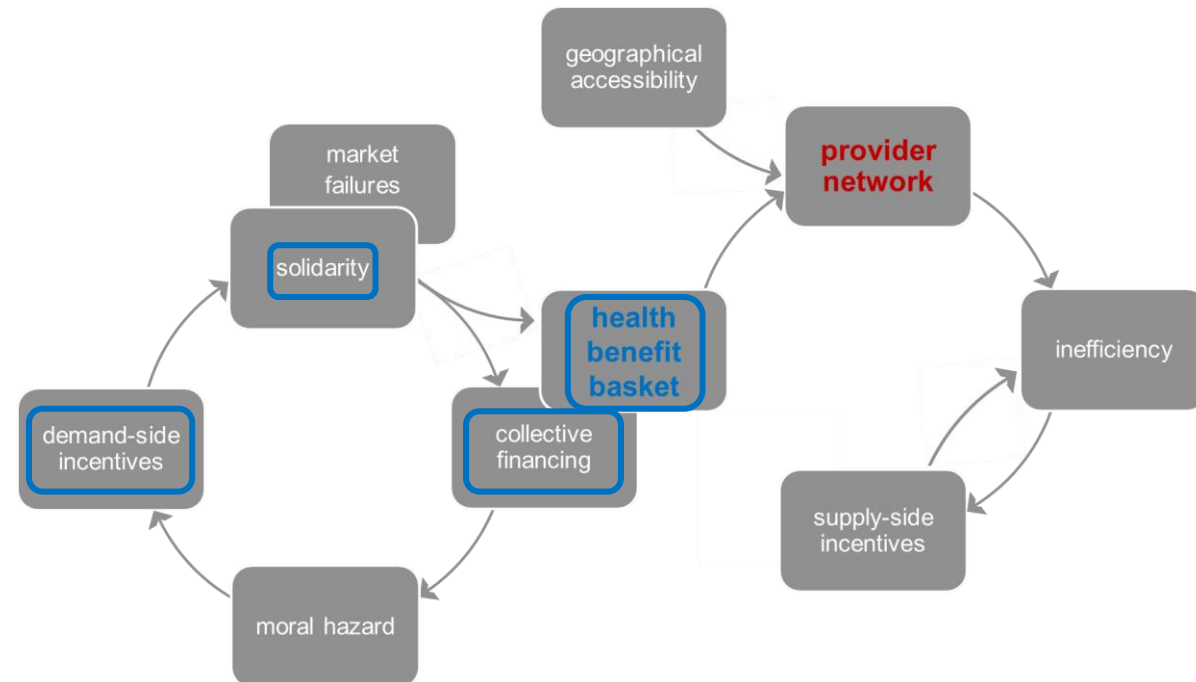 geographical
accessibility
provider
network
market
failures
solidarity
health
benefit
basket
inefficiency
demand-side
incentives
collective
financing
supply-side
incentives
moral hazard